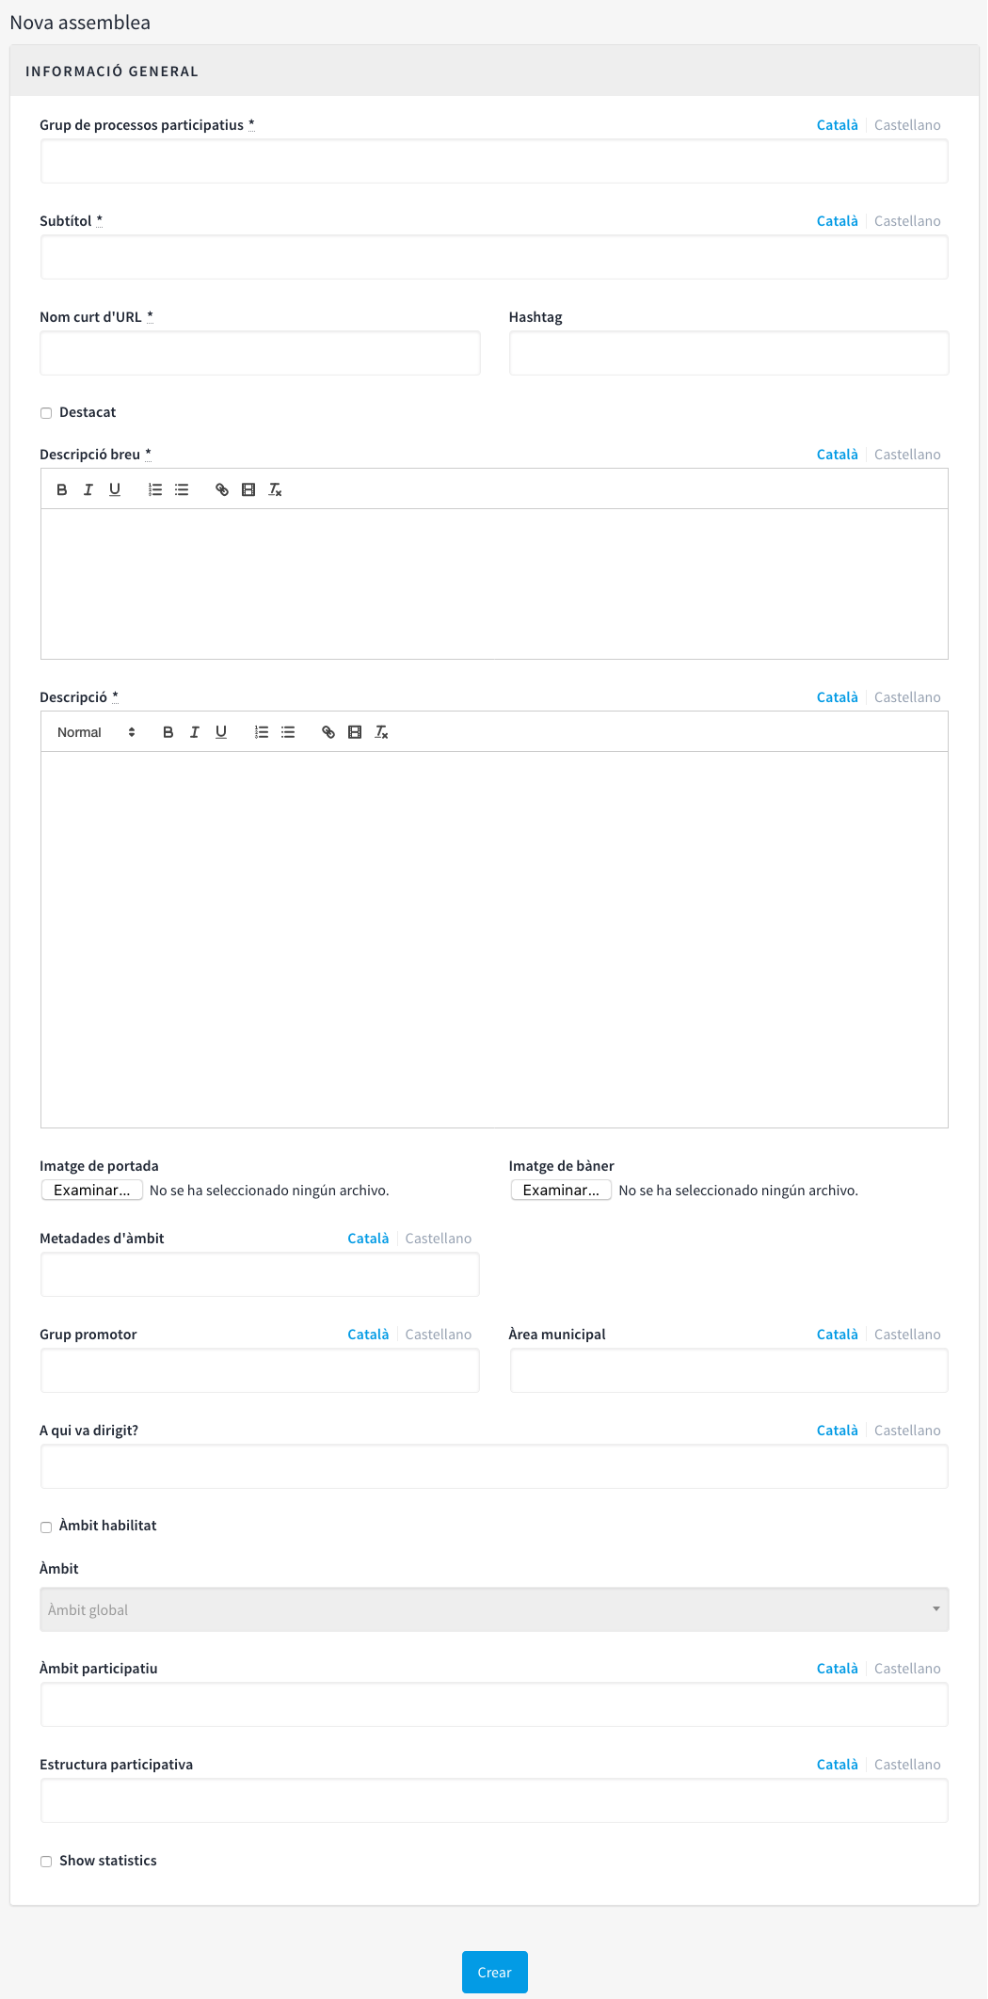 Nova assemblea
INFORMACIÓ GENERAL
Grup de processos participatius * Català Castellano
Subtítol * Català Castellano
Nom curt d'URL * Hashtag
Destacat
Descripció breu * Català Castellano
Descripció * Català Castellano
Normal
Imatge de portada Imatge de bàner
Examinar... No se ha seleccionado ningún archivo. Examinar... No se ha seleccionado ningún archivo.
Metadades d'àmbit Català Castellano
Grup promotor Català Castellano Àrea municipal Català Castellano
A qui va dirigit? Català Castellano
Àmbit habilitat
Àmbit
Àmbit global
Àmbit participatiu Català Castellano
Estructura participativa Català Castellano
Show statistics
Crear